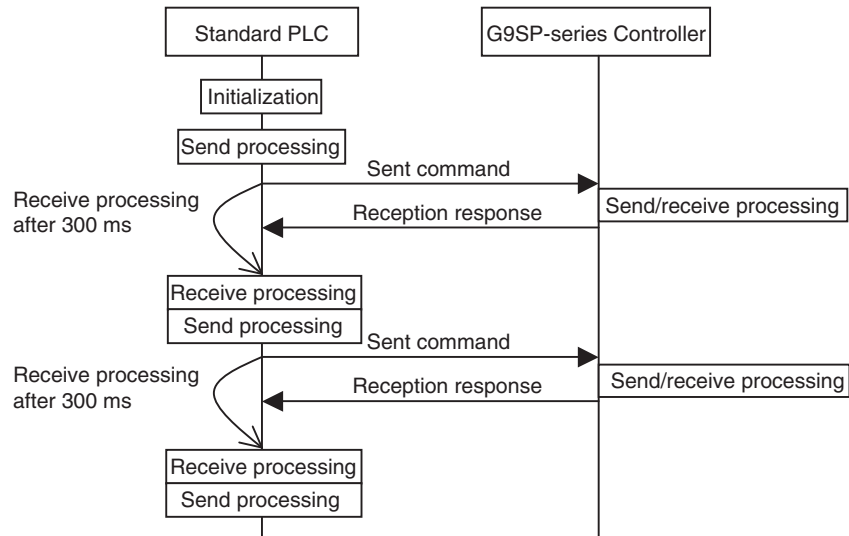 Standard PLC
G9SP-series Controller
Initialization
Send processing
Sent command
Receive processing
after 300 ms
Send/receive processing
Reception response
Receive processing
Send processing
Sent command
Receive processing
after 300 ms
Send/receive processing
Reception response
Receive processing
Send processing